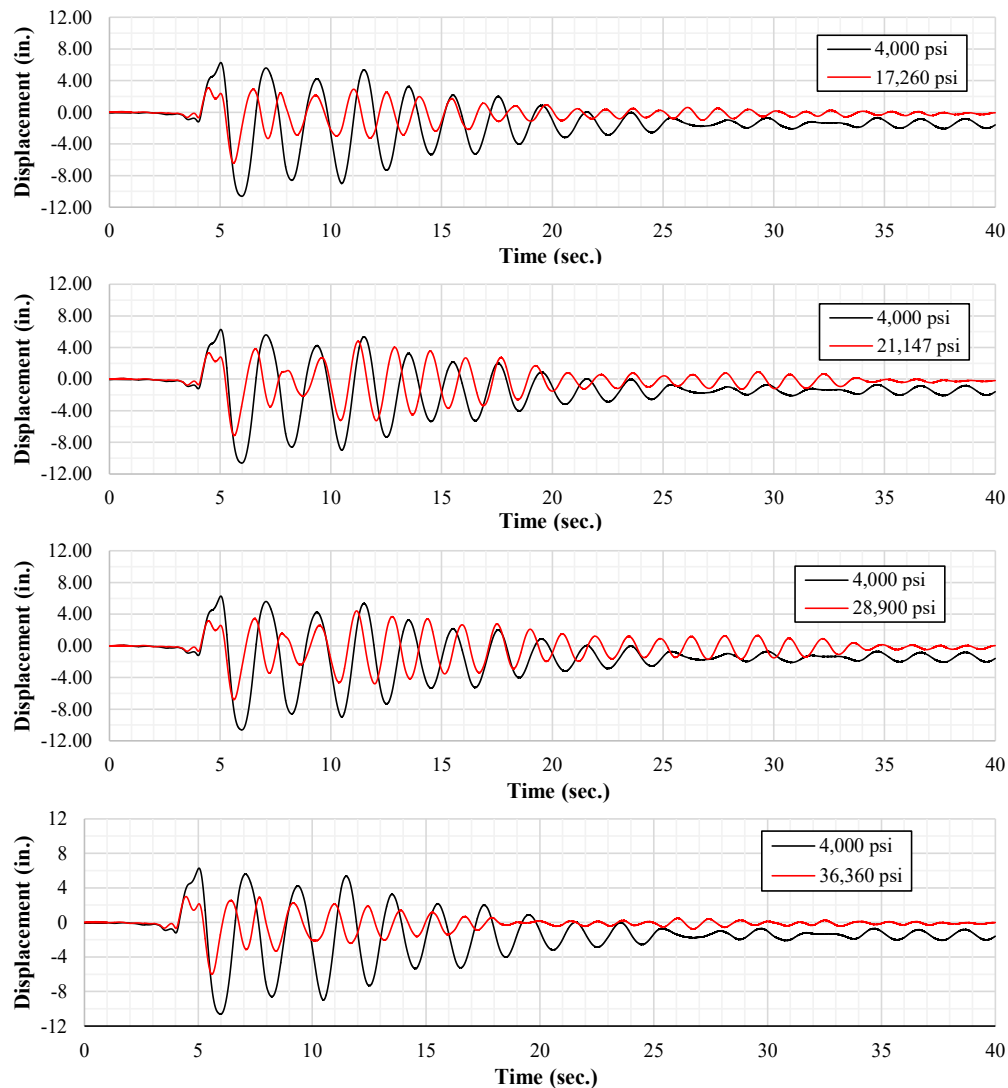 12.00
8.00
4.00
0.00
-4.00
-8.00
-12.00
Displacement (in.)
4,000 psi
17,260 psi
0 5 10 15 20 25 30 35 40
Time (sec.)
12.00
8.00
4.00
0.00
-4.00
-8.00
-12.00
Displacement (in.)
4,000 psi
21,147 psi
0 5 10 15 20 25 30 35 40
Time (sec.)
12.00
8.00
4.00
0.00
-4.00
-8.00
-12.00
Displacement (in.)
4,000 psi
28,900 psi
0 5 10 15 20 25 30 35 40
Time (sec.)
12
8
4
0
-4
-8
-12
Displacement (in.)
4,000 psi
36,360 psi
0 5 10 15 20 25 30 35 40
Time (sec.)